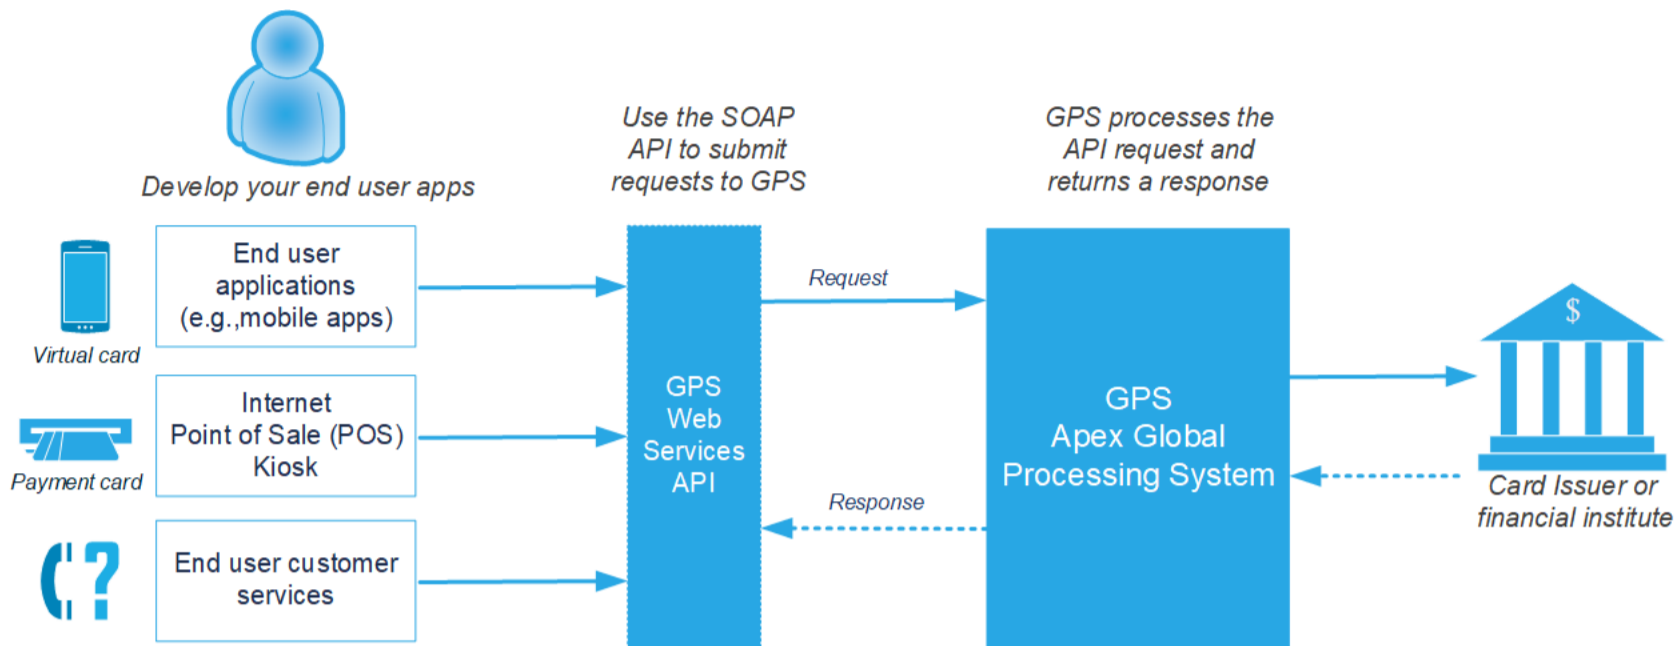 Develop your end user apps
Use the SOAP
API to submit
requests to GPS
GPS processes the
API request and
returns a response
Virtual card
End user
applications
(e.g.,mobile apps)
Payment card
Internet
Point of Sale (POS)
Kiosk
?
End user customer
services
GPS
Web
Services
API
Request
Response
GPS
Apex Global
Processing System
$
Card Issuer or
financial institute